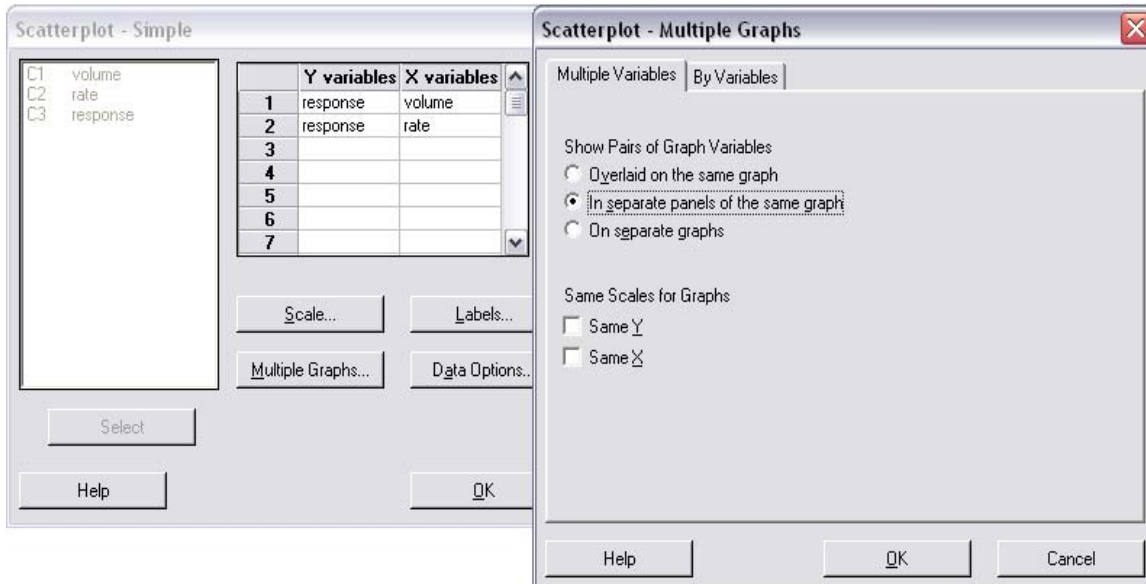 Scatterplot - Simple
C1 volume
C2 rate
C3 response
Y variables X variables
1 response volume
2 response rate
3
4
5
6
7
Scale...
Labels...
Multiple Graphs...
Data Options..
Select
Help
OK
Scatterplot - Multiple Graphs
Multiple Variables
By Variables
Show Pairs of Graph Variables
Overlaid on the same graph
In separate panels of the same graph
On separate graphs
Same Scales for Graphs
Same Y
Same X
Help
OK
Cancel